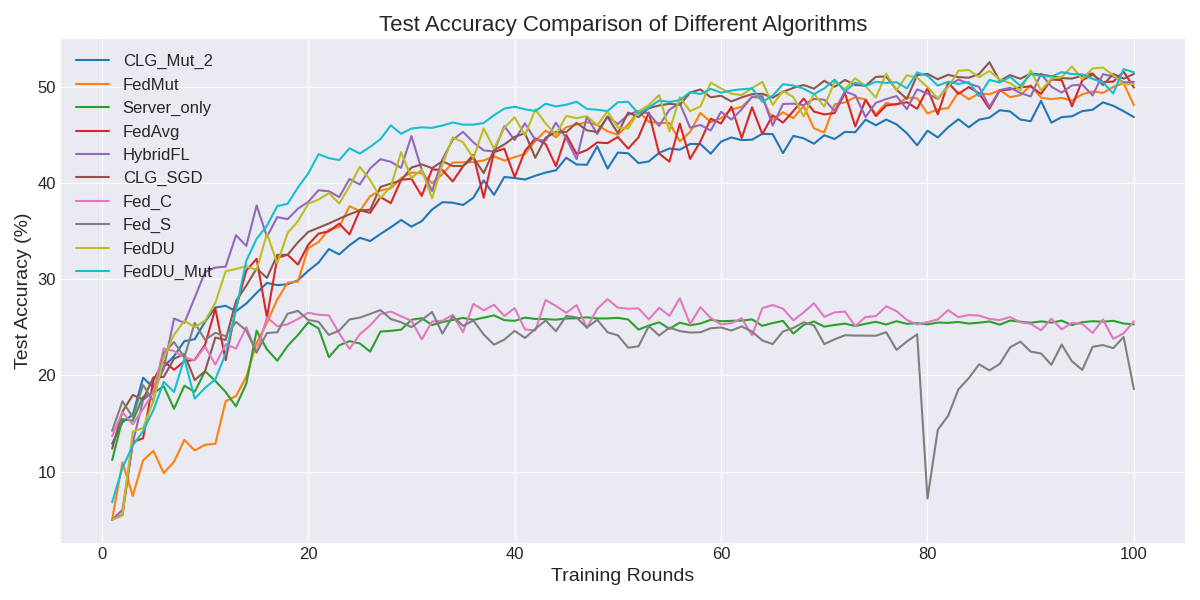 Test Accuracy Comparison of Different Algorithms
CLG_Mut_2
FedMut
Server_only
FedAvg
HybridFL
CLG_SGD
Fed_C
Fed_S
FedDU
FedDU_Mut
Test Accuracy (%)
50
40
30
20
10
0 20 40 60 80 100
Training Rounds